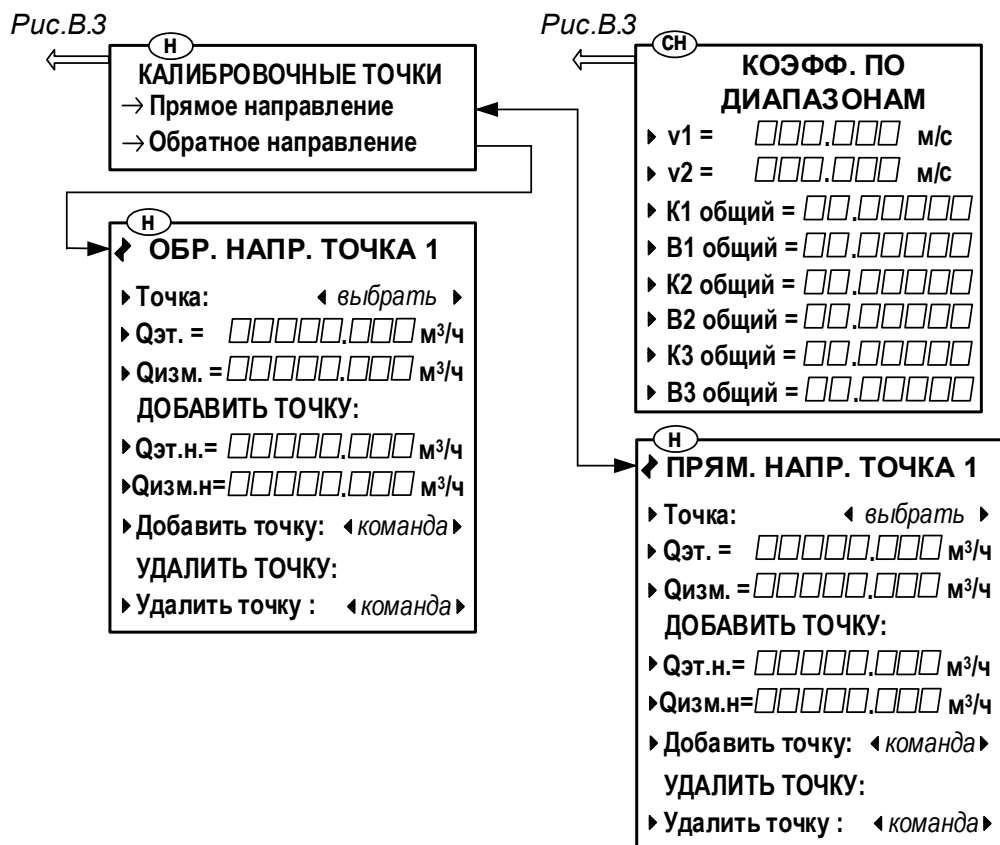 Рис.В.3
Н
КАЛИБРОВОЧНЫЕ ТОЧКИ
Прямое направление
Обратное направление
Н
ОБР. НАПР. ТОЧКА 1
Точка: выбрать
Qэт. = . м³/ч
Qизм. = . м³/ч
ДОБАВИТЬ ТОЧКУ:
Qэт.н.= . м³/ч
Qизм.н= . м³/ч
Добавить точку: команда
УДАЛИТЬ ТОЧКУ:
Удалить точку : команда
Рис.В.3
СН
КОЭФФ. ПО
ДИАПАЗОНАМ
v1 = . м/с
v2 = . м/с
К1 общий = .
В1 общий = .
К2 общий = .
В2 общий = .
К3 общий = .
В3 общий = .
Н
ПРЯМ. НАПР. ТОЧКА 1
Точка: выбрать
Qэт. = . м³/ч
Qизм. = . м³/ч
ДОБАВИТЬ ТОЧКУ:
Qэт.н.= . м³/ч
Qизм.н= . м³/ч
Добавить точку: команда
УДАЛИТЬ ТОЧКУ:
Удалить точку : команда